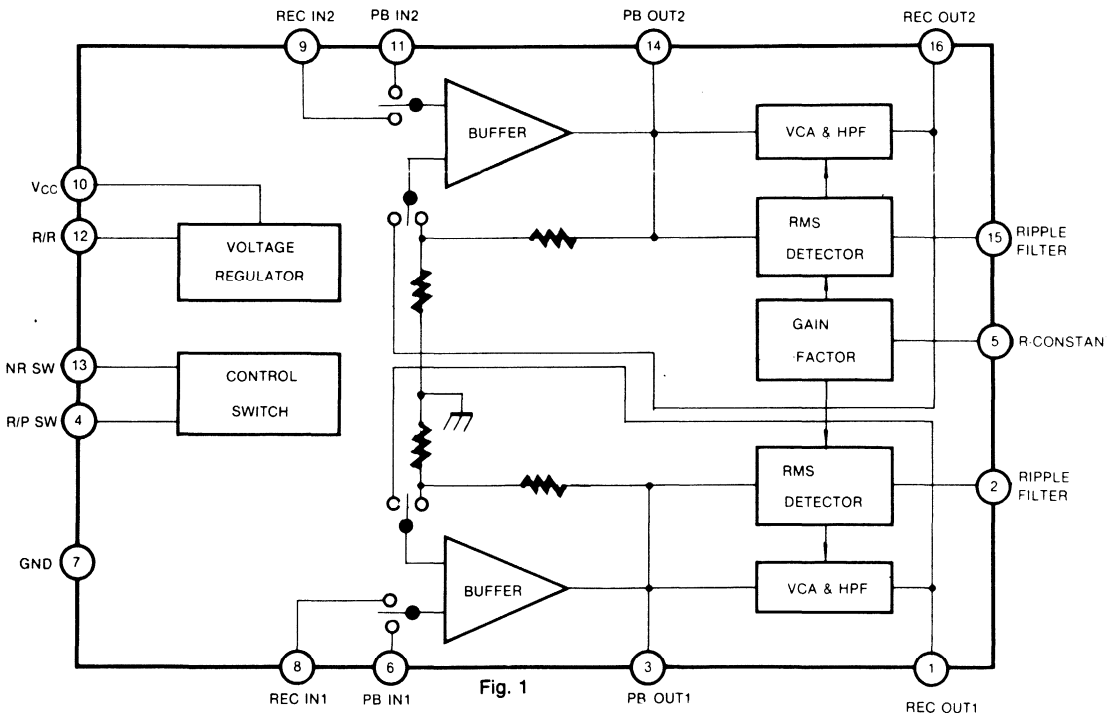 REC IN2
PB IN2
PB OUT2
REC OUT2
9
11
14
16
BUFFER
VCA & HPF
VCC
10
R/R
12
VOLTAGE
REGULATOR
RMS
DETECTOR
15
RIPPLE
FILTER
GAIN
FACTOR
5
R·CONSTAN
NR SW
13
R/P SW
4
CONTROL
SWITCH
RMS
DETECTOR
2
RIPPLE
FILTER
GND
7
BUFFER
VCA & HPF
8
6
3
1
REC IN1
PB IN1
Fig. 1
PB OUT1
REC OUT1